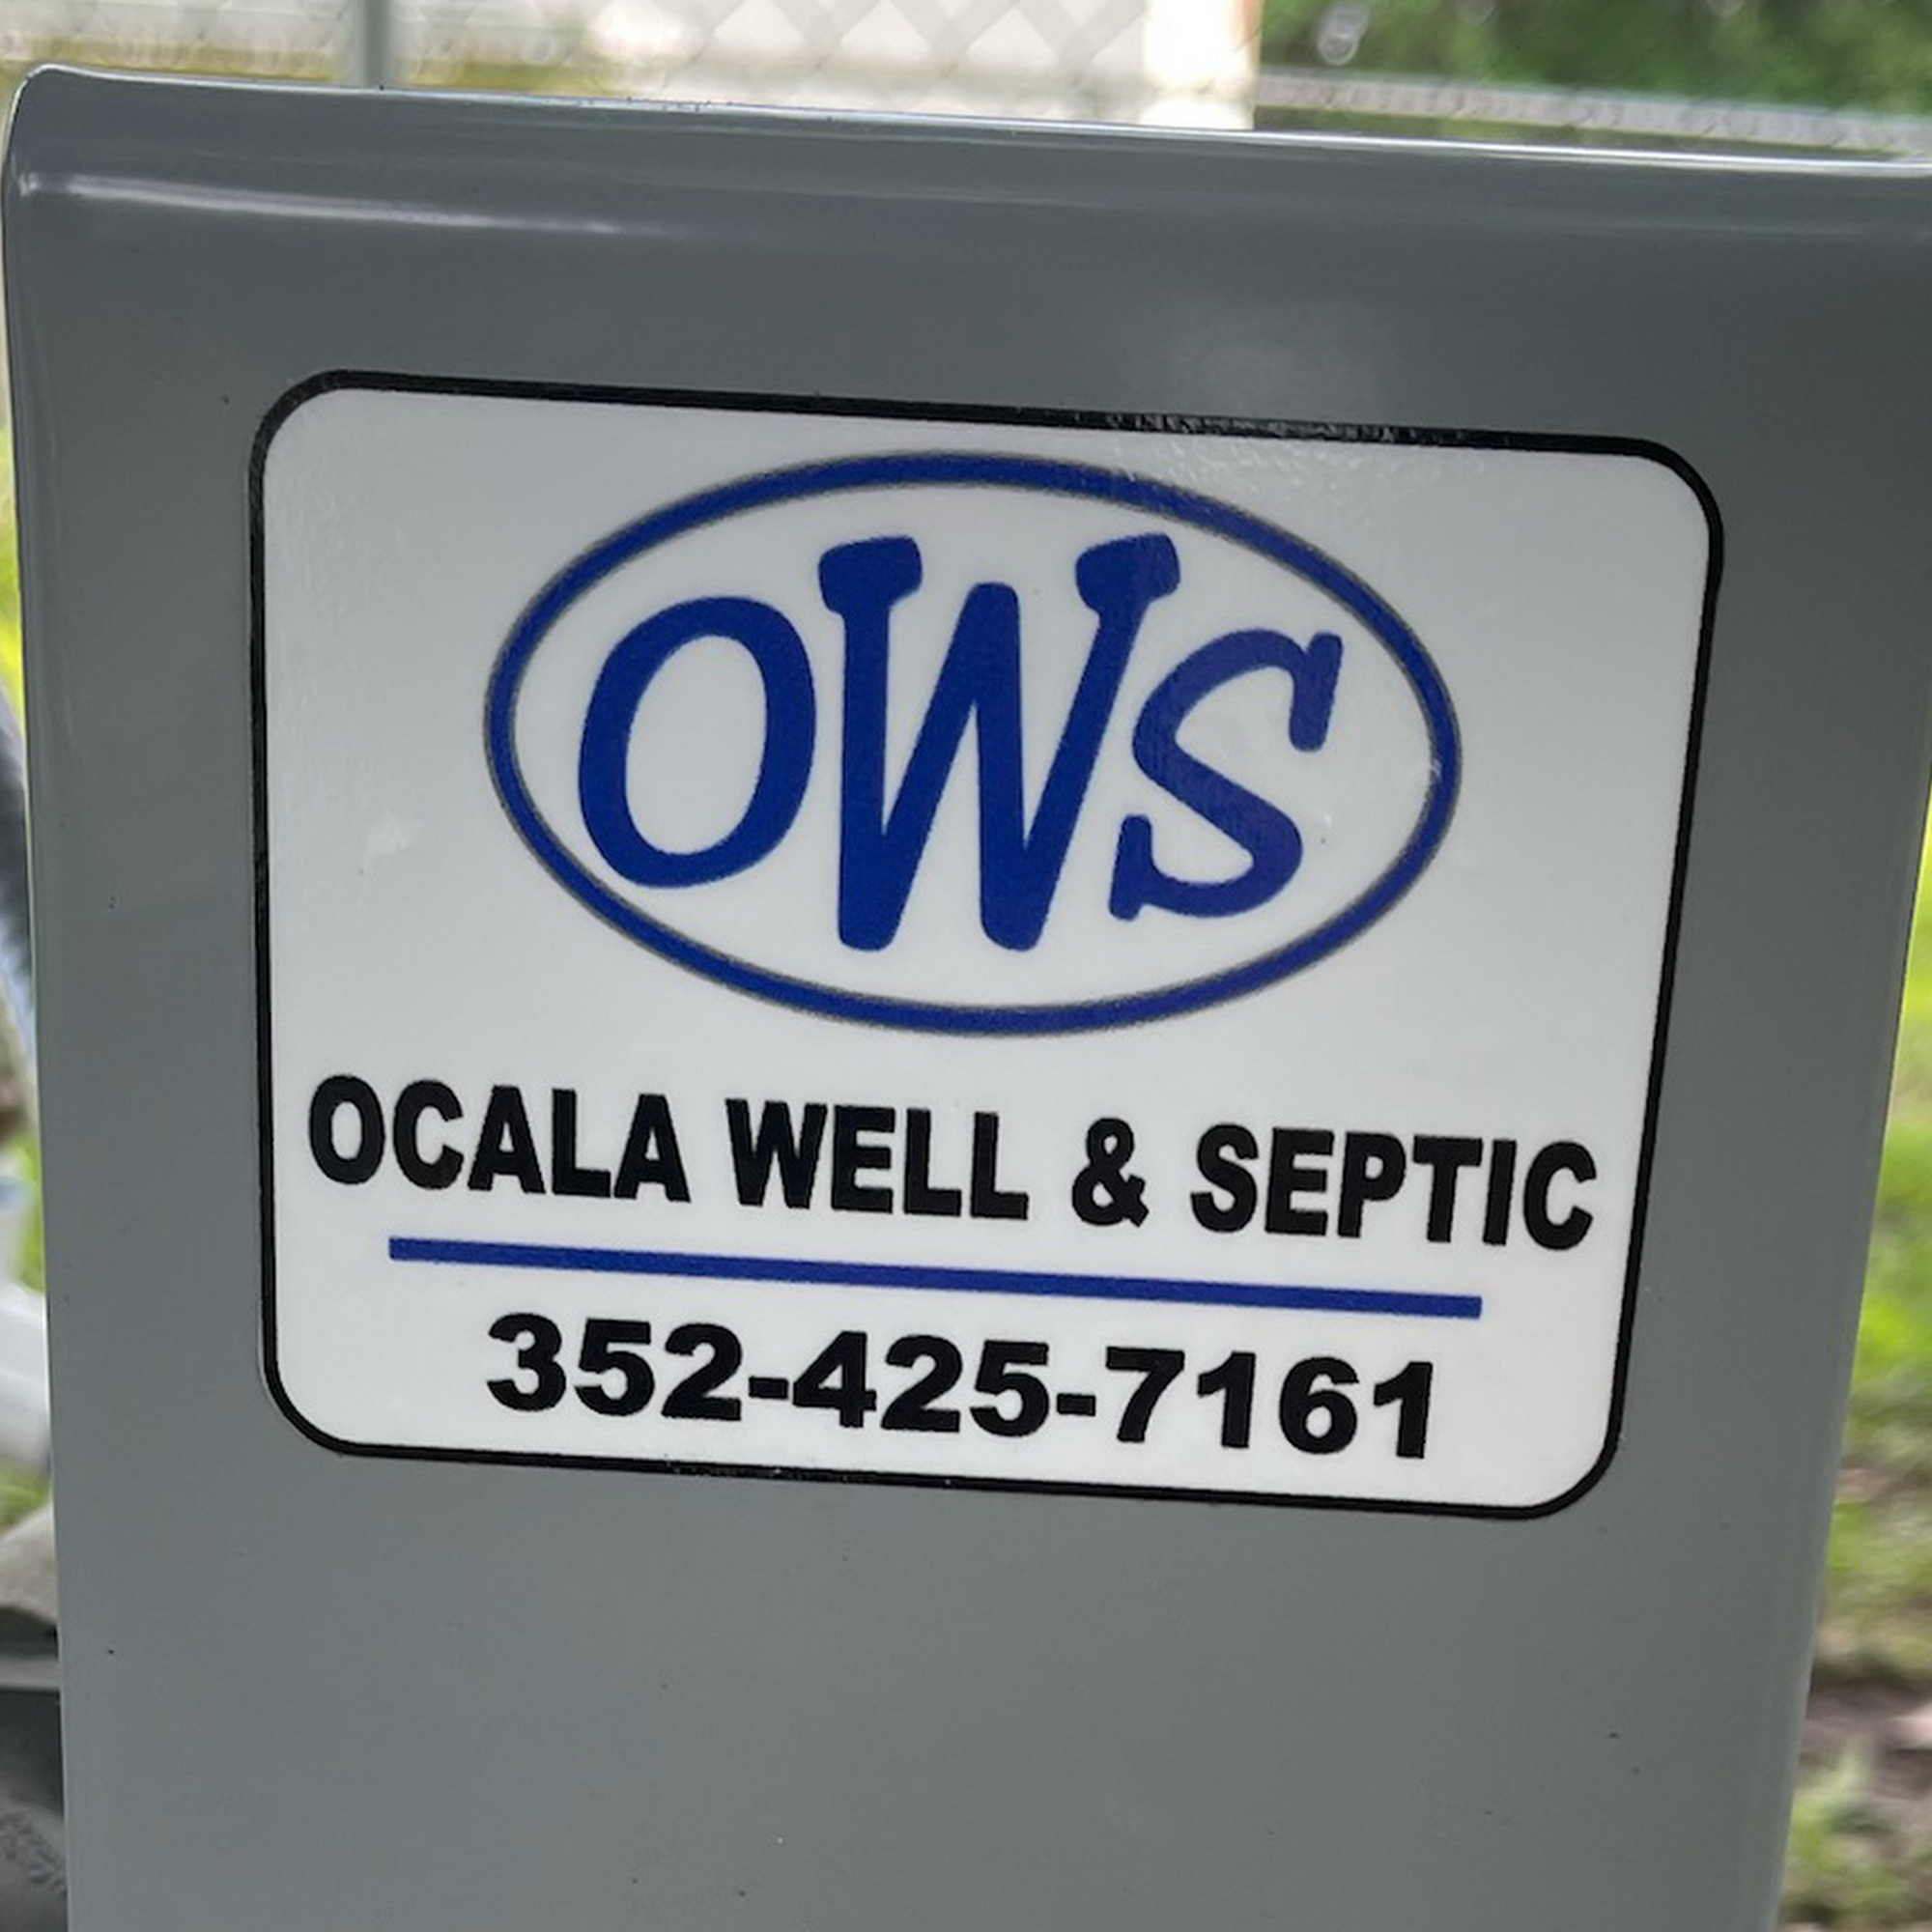 OWS
OCALA WELL & SEPTIC
352-425-7161